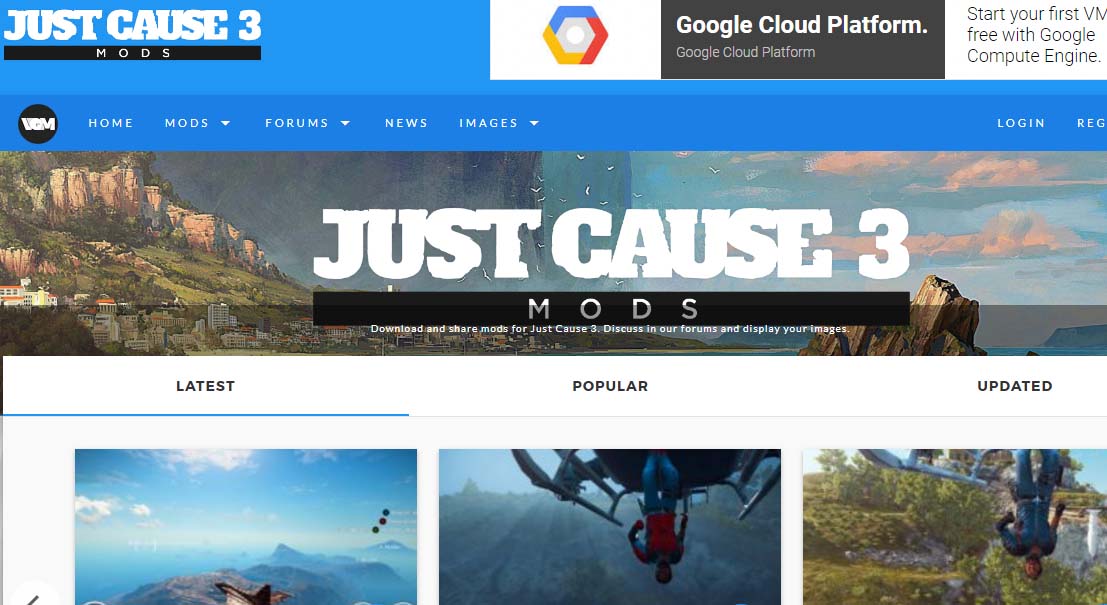 JUST CAUSE 3
MODS
Google Cloud Platform.
Google Cloud Platform
Start your first VM
free with Google
Compute Engine.
VGM
HOME
MODS
FORUMS
NEWS
IMAGES
LOGIN
REG
JUST CAUSE 3
MODS
Download and share mods for Just Cause 3. Discuss in our forums and display your images.
LATEST
POPULAR
UPDATED